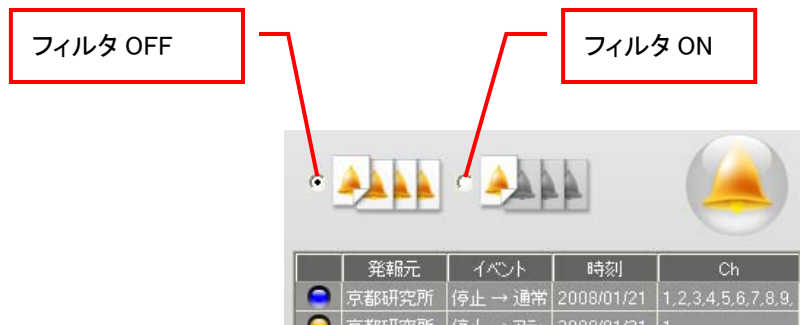 フィルタ OFF
フィルタ ON
発報元 イベント 時刻 Ch
京都研究所 停止 → 通常 2008/01/21 1,2,3,4,5,6,7,8,9,